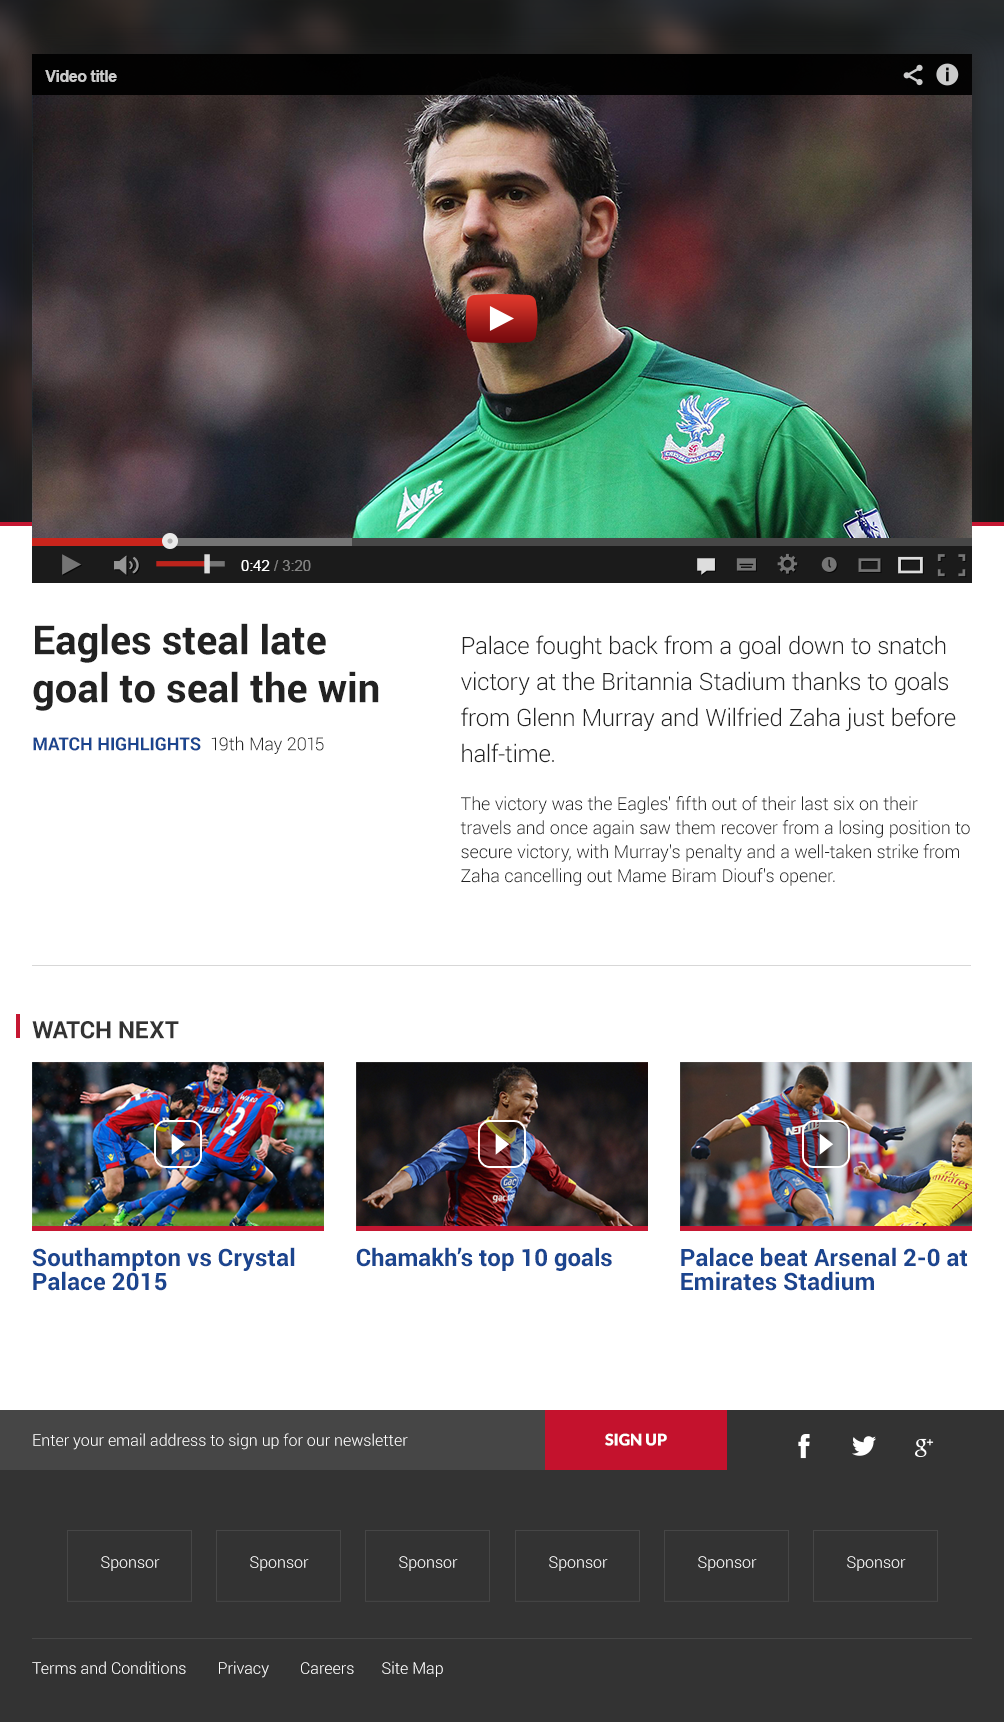 Video title
AVEC
CRYSTAL PALACE F.C.
0:42 / 3:20
Eagles steal late
goal to seal the win
MATCH HIGHLIGHTS 19th May 2015
Palace fought back from a goal down to snatch
victory at the Britannia Stadium thanks to goals
from Glenn Murray and Wilfried Zaha just before
half-time.
The victory was the Eagles' fifth out of their last six on their
travels and once again saw them recover from a losing position to
secure victory, with Murray's penalty and a well-taken strike from
Zaha cancelling out Mame Biram Diouf's opener.
WATCH NEXT
WARD
2
GAC
Southampton vs Crystal
Palace 2015
Chamakh’s top 10 goals
Palace beat Arsenal 2-0 at
Emirates Stadium
Enter your email address to sign up for our newsletter
SIGN UP
f
g+
Sponsor
Sponsor
Sponsor
Sponsor
Sponsor
Sponsor
Terms and Conditions Privacy Careers Site Map